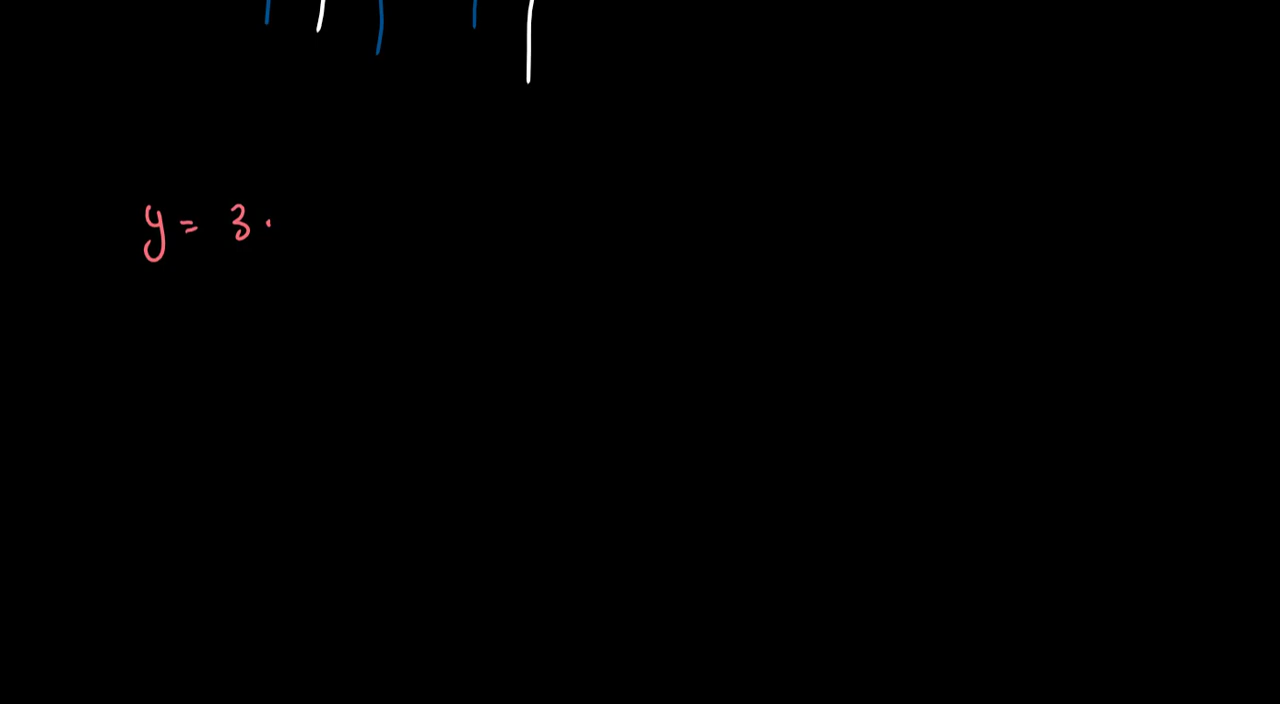 y = 3 ·